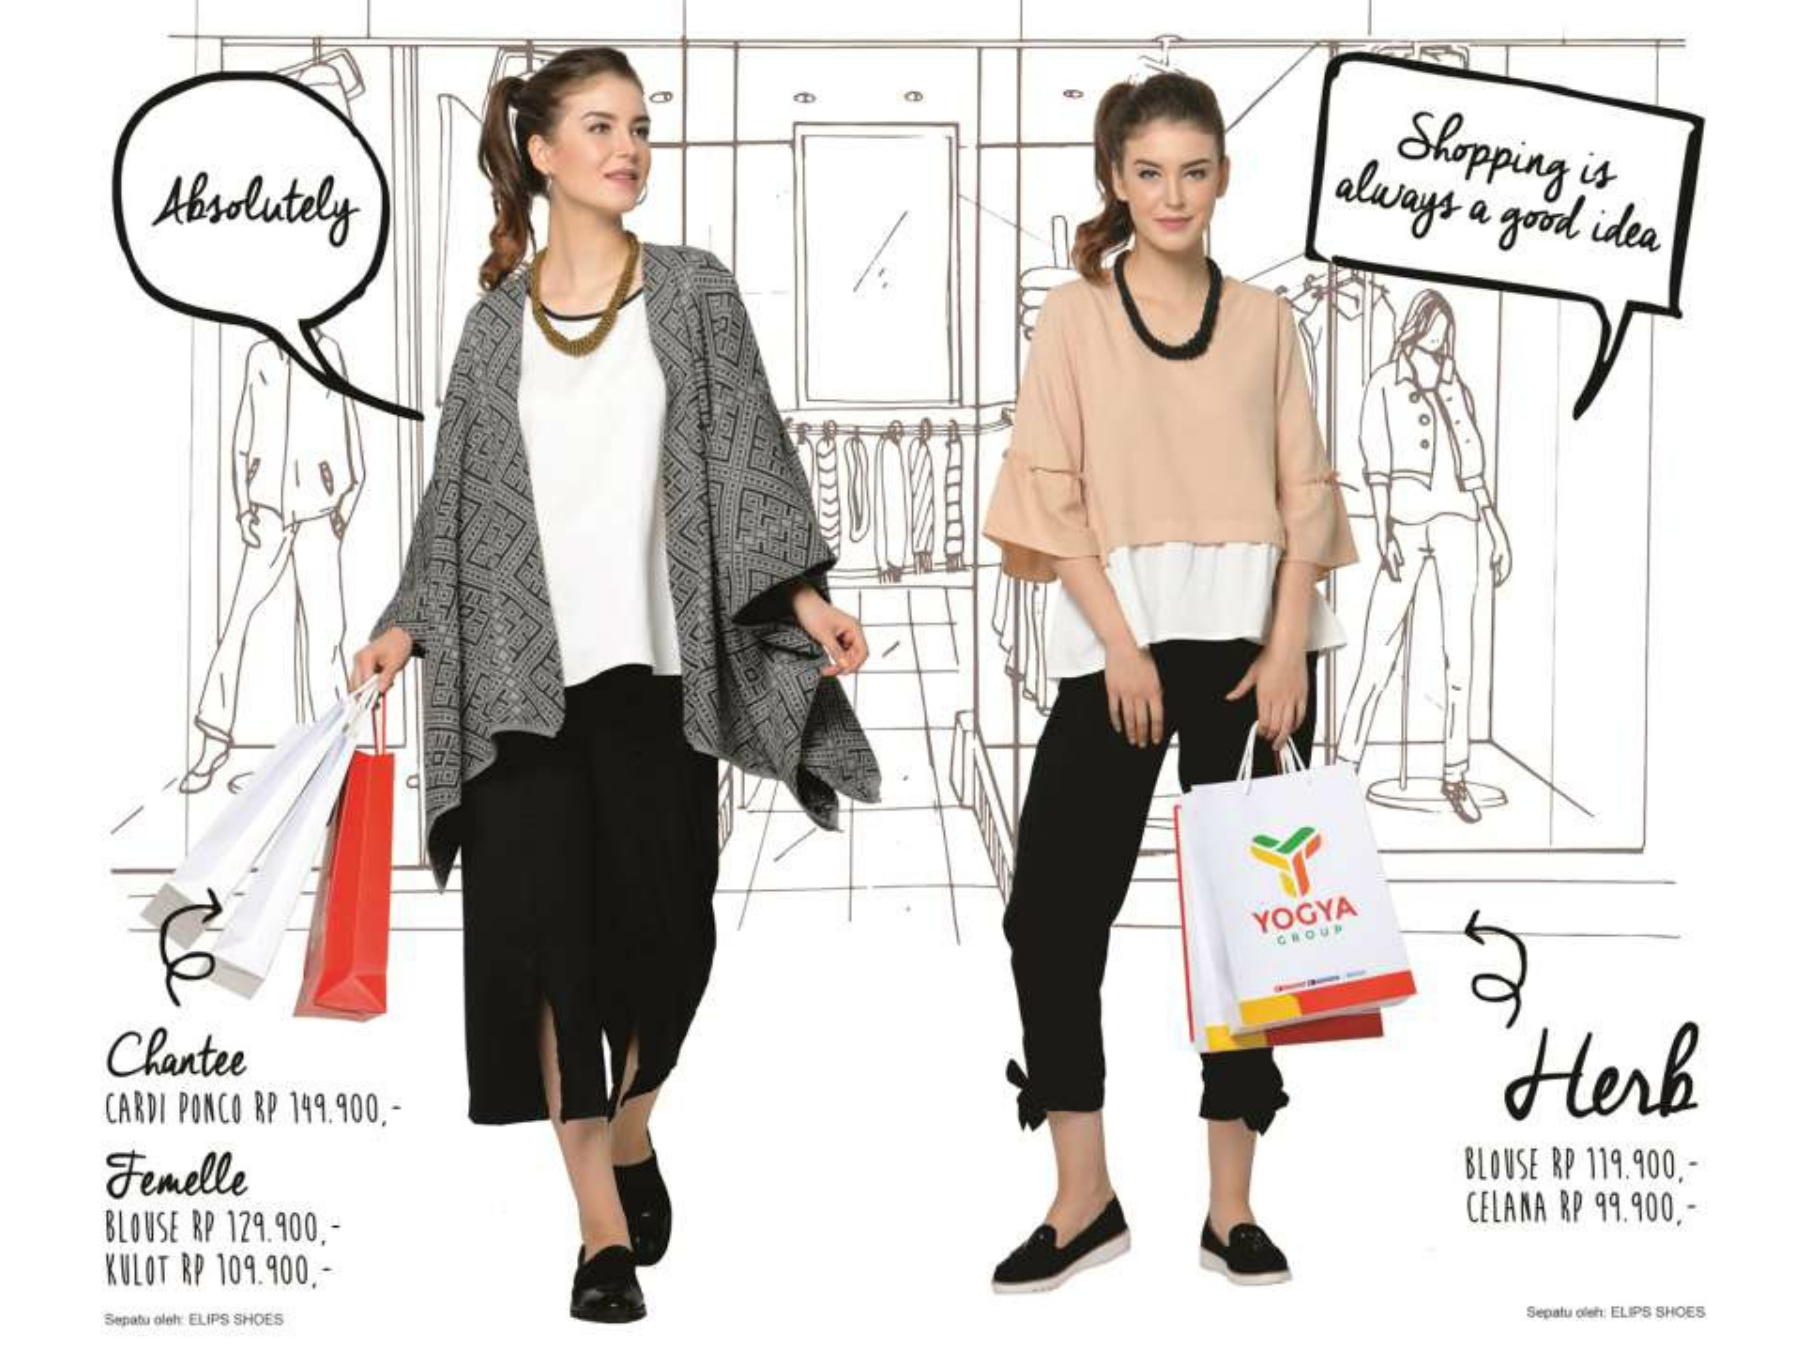 Absolutely
Shopping is
always a good idea
YOGYA
GROUP
Chantee
CARDI PONCO RP 149.900,-
Femelle
BLOUSE RP 129.900,-
KULOT RP 109.900,-
Sepatu oleh: ELIPS SHOES
Herb
BLOUSE RP 119.900,-
CELANA RP 99.900,-
Sepatu oleh: ELIPS SHOES